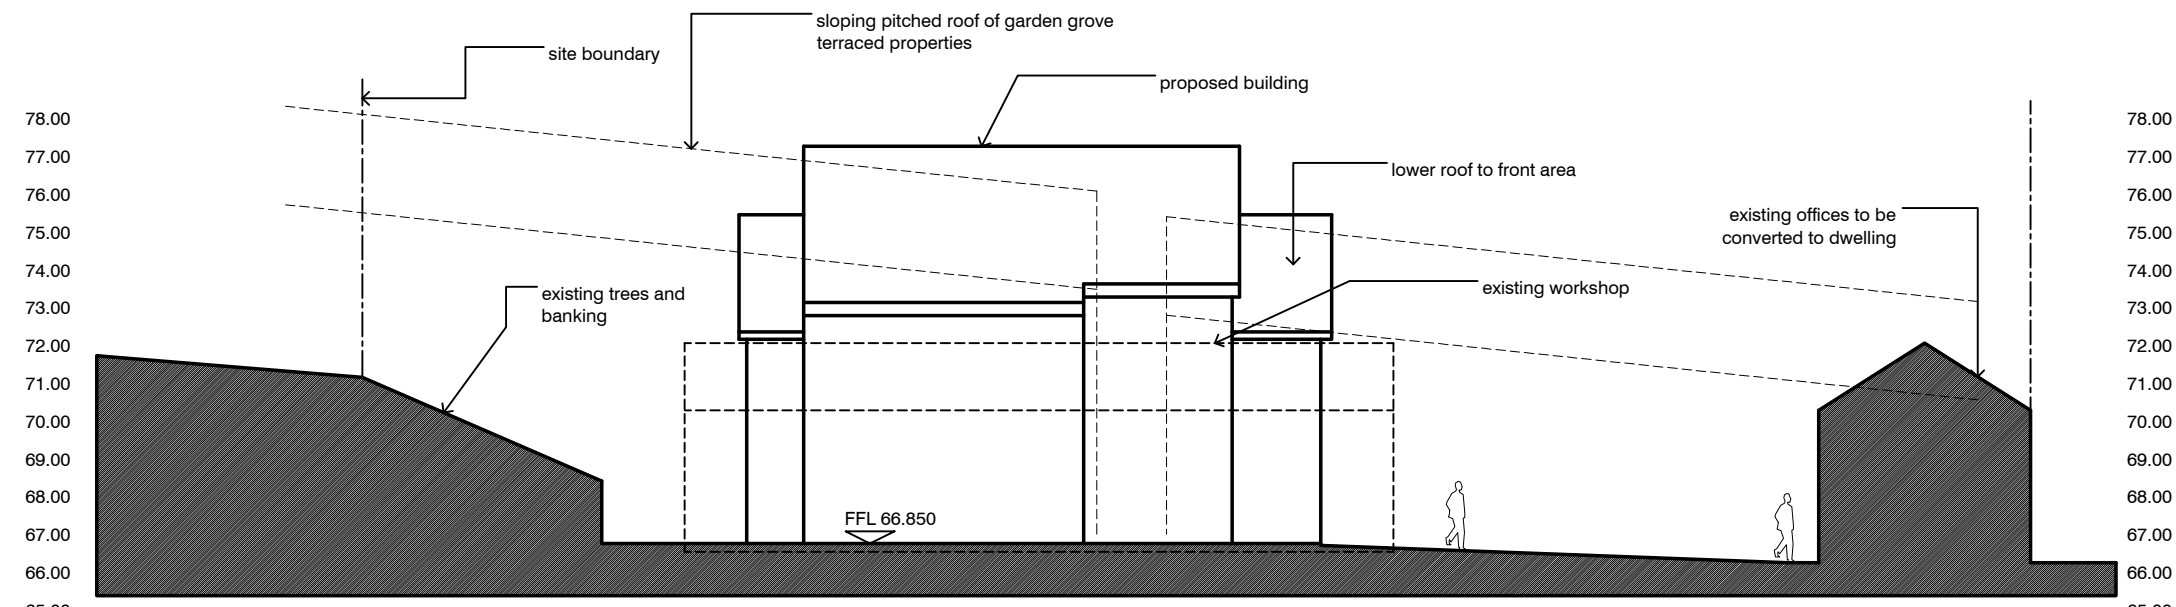 sloping pitched roof of garden grove
terraced properties
site boundary
proposed building
78.00
77.00
76.00
75.00
74.00
73.00
72.00
71.00
70.00
69.00
68.00
67.00
66.00
lower roof to front area
existing offices to be
converted to dwelling
existing trees and
banking
existing workshop
FFL 66.850
78.00
77.00
76.00
75.00
74.00
73.00
72.00
71.00
70.00
69.00
68.00
67.00
66.00